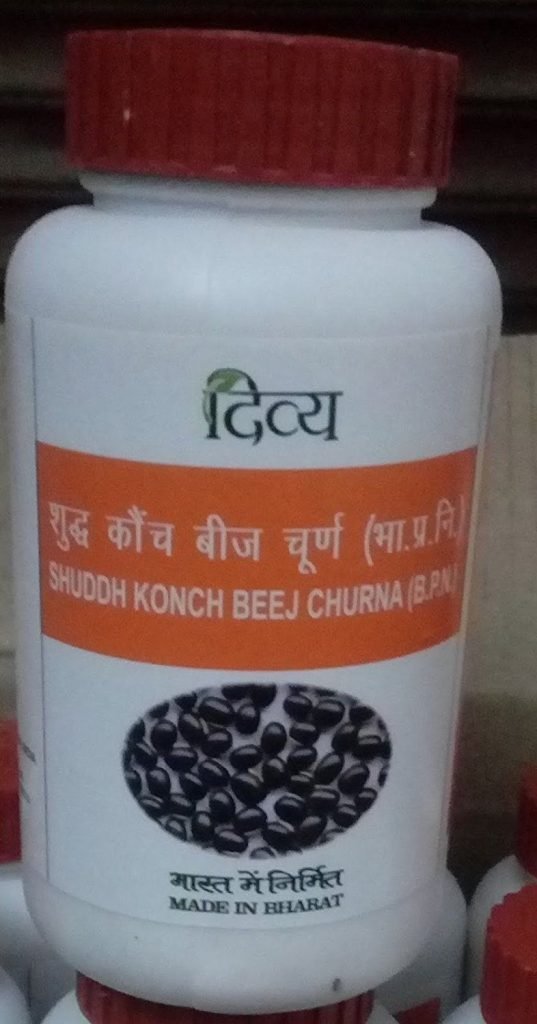 दिव्य
शुद्ध कौंच बीज चूर्ण (भा.प्र.नि.)
SHUDDH KONCH BEEJ CHURNA (B.P.N.)
भारत में निर्मित
MADE IN BHARAT